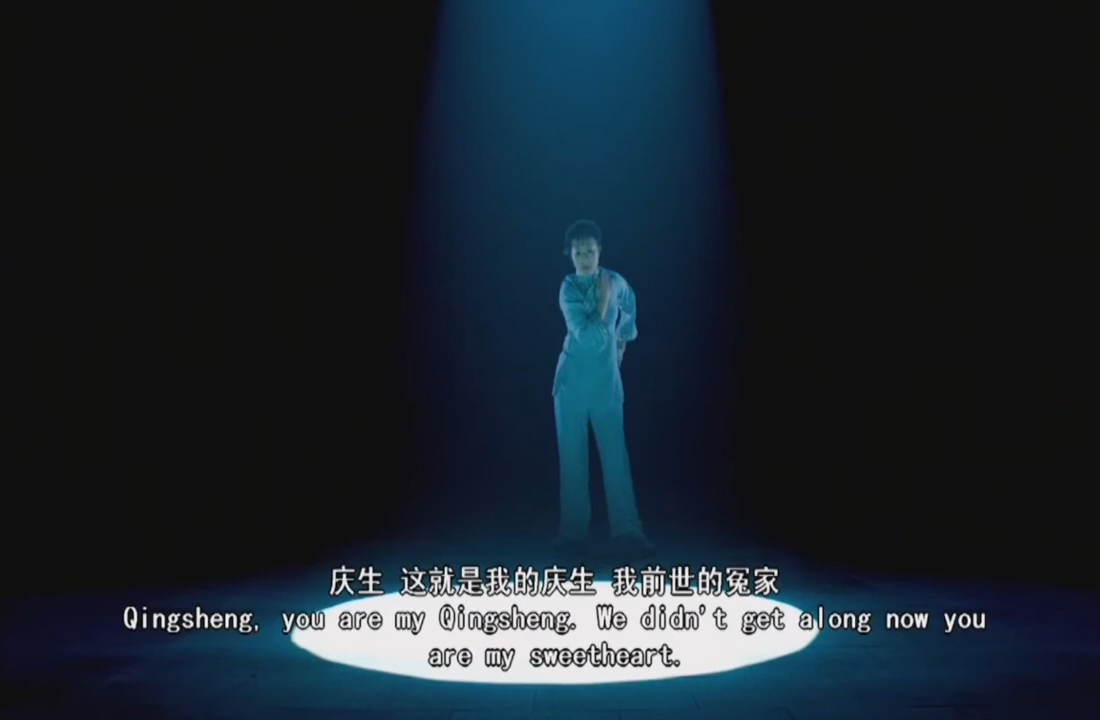 庆生 这就是我的庆生 我前世的冤家
Qingsheng, you are my Qingsheng. We didn't get along now you
are my sweetheart.